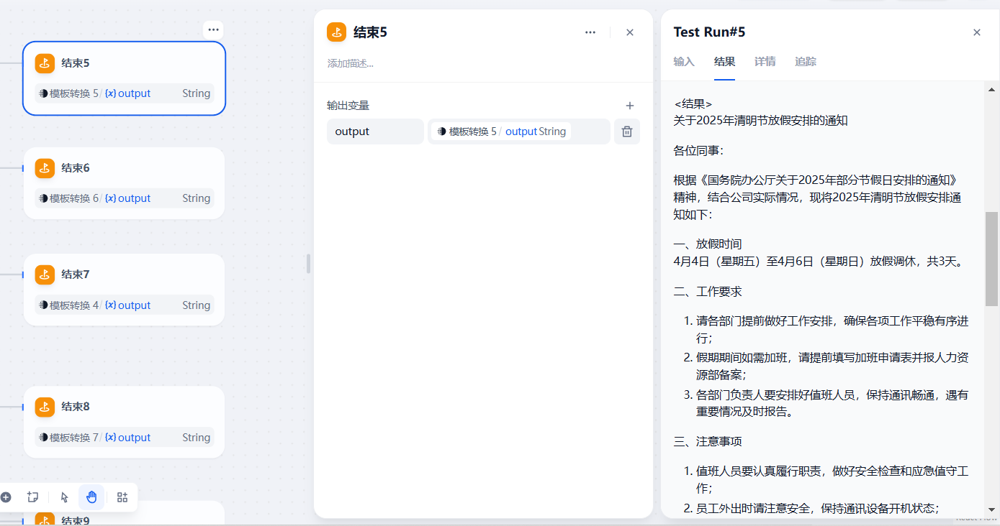 结束5
模板转换 5 / {x} output String
结束6
模板转换 6 / {x} output String
结束7
模板转换 4 / {x} output String
结束8
模板转换 7 / {x} output String
结束9
结束5
添加描述...
输出变量
output
模板转换 5 / output String
Test Run#5
输入 结果 详情 追踪
<结果>
关于2025年清明节放假安排的通知
各位同事：
根据《国务院办公厅关于2025年部分节假日安排的通知》
精神，结合公司实际情况，现将2025年清明节放假安排通
知如下：
一、放假时间
4月4日（星期五）至4月6日（星期日）放假调休，共3天。
二、工作要求
1. 请各部门提前做好工作安排，确保各项工作平稳有序进
行；
2. 假期期间如需加班，请提前填写加班申请表并报人力资
源部备案；
3. 各部门负责人要安排好值班人员，保持通讯畅通，遇有
重要情况及时报告。
三、注意事项
1. 值班人员要认真履行职责，做好安全检查和应急值守工
作；
2. 员工外出时请注意安全，保持通讯设备开机状态；
React Flow